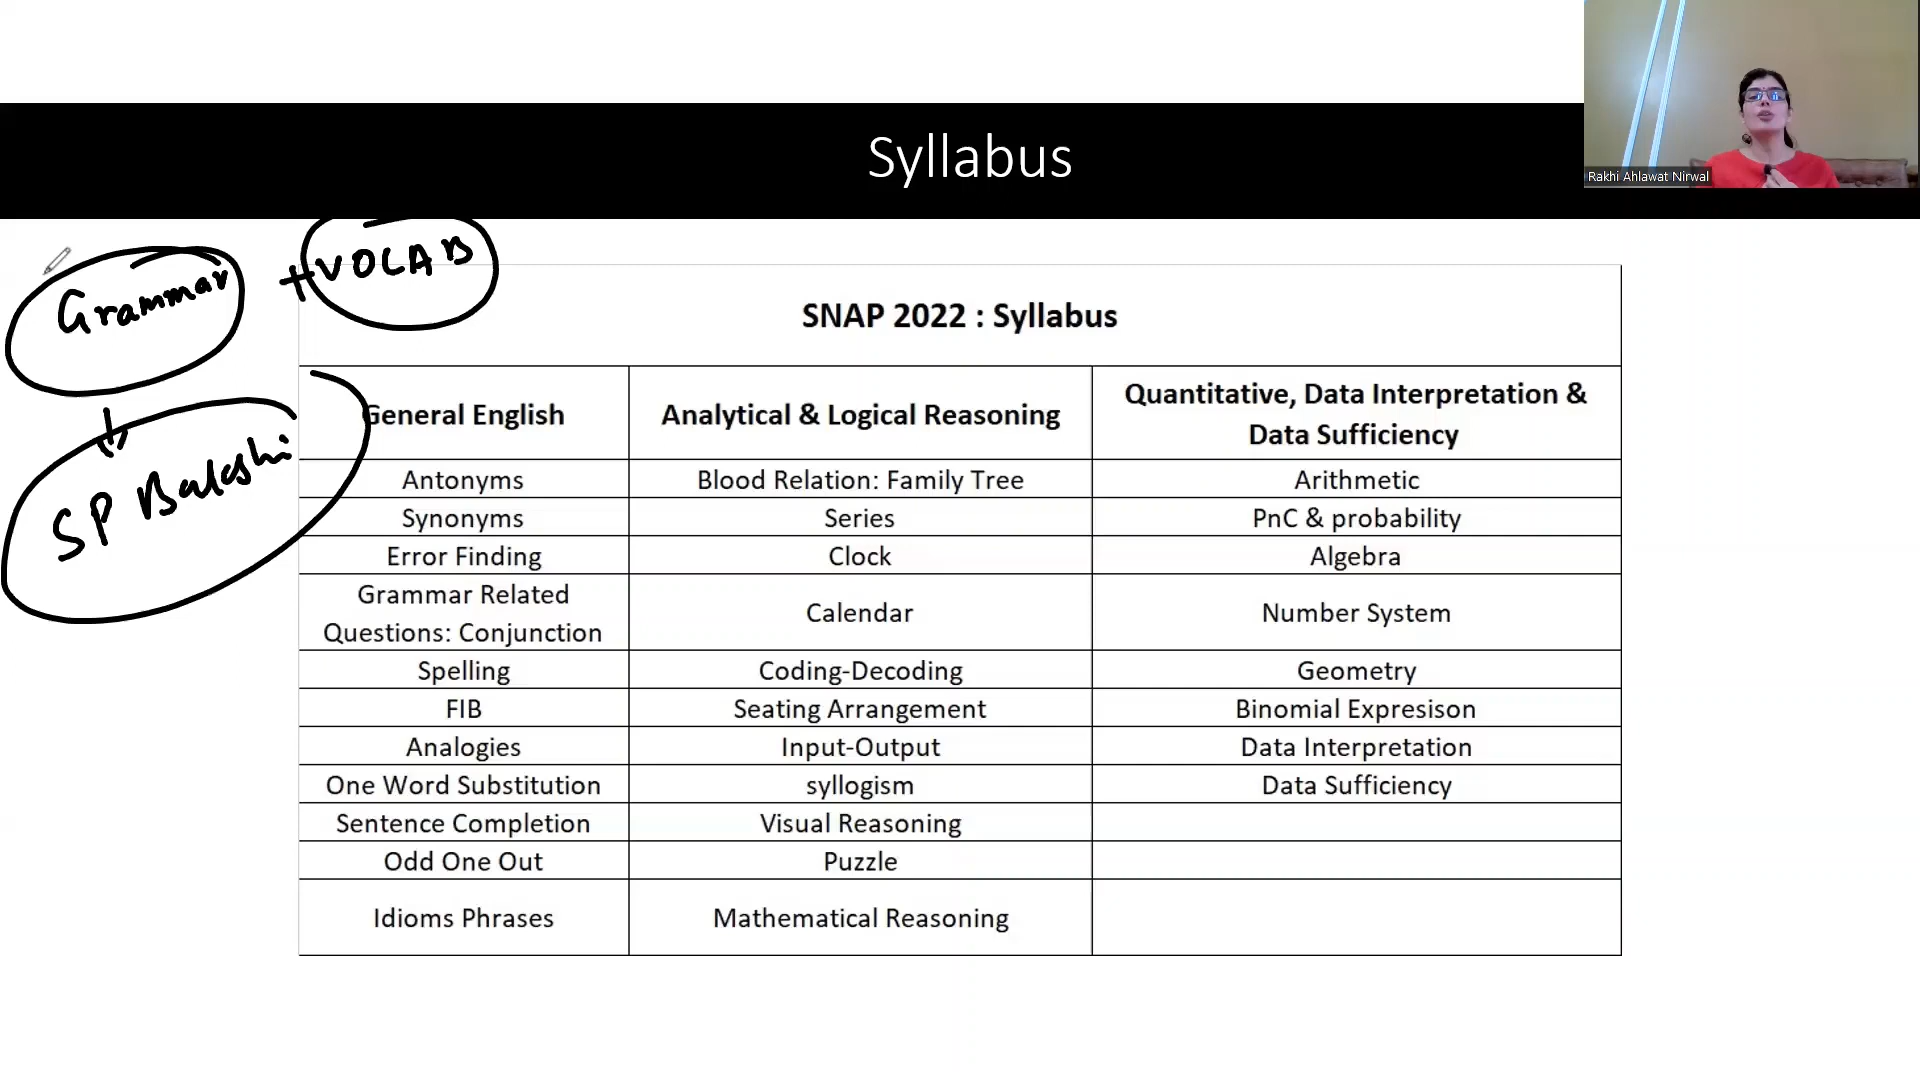 Rakhi Ahlawat Nirwal
Syllabus
Grammar
+ VOCAB
SP Bakshi
SNAP 2022 : Syllabus
General English
Analytical & Logical Reasoning
Quantitative, Data Interpretation &
Data Sufficiency
Antonyms
Blood Relation: Family Tree
Arithmetic
Synonyms
Series
PnC & probability
Error Finding
Clock
Algebra
Grammar Related
Questions: Conjunction
Calendar
Number System
Spelling
Coding-Decoding
Geometry
FIB
Seating Arrangement
Binomial Expresison
Analogies
Input-Output
Data Interpretation
One Word Substitution
syllogism
Data Sufficiency
Sentence Completion
Visual Reasoning
Odd One Out
Puzzle
Idioms Phrases
Mathematical Reasoning